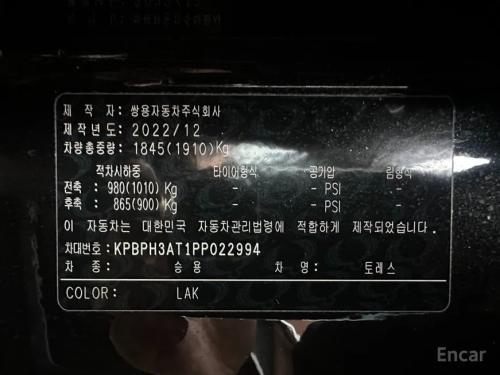 제 작 자: 쌍용자동차주식회사
제작년도: 2022/12
차량총중량: 1845(1910)Kg
적차시하중 타이어형식 공기압 림형식
전축 : 980(1010) Kg - - PSI -
후축 : 865(900) Kg - - PSI -
이 자동차는 대한민국 자동차관리법령에 적합하게 제작되었습니다.
차대번호: KPBPH3AT1PP022994
차 종: 승 용 차 명: 토레스
COLOR: LAK
Encar